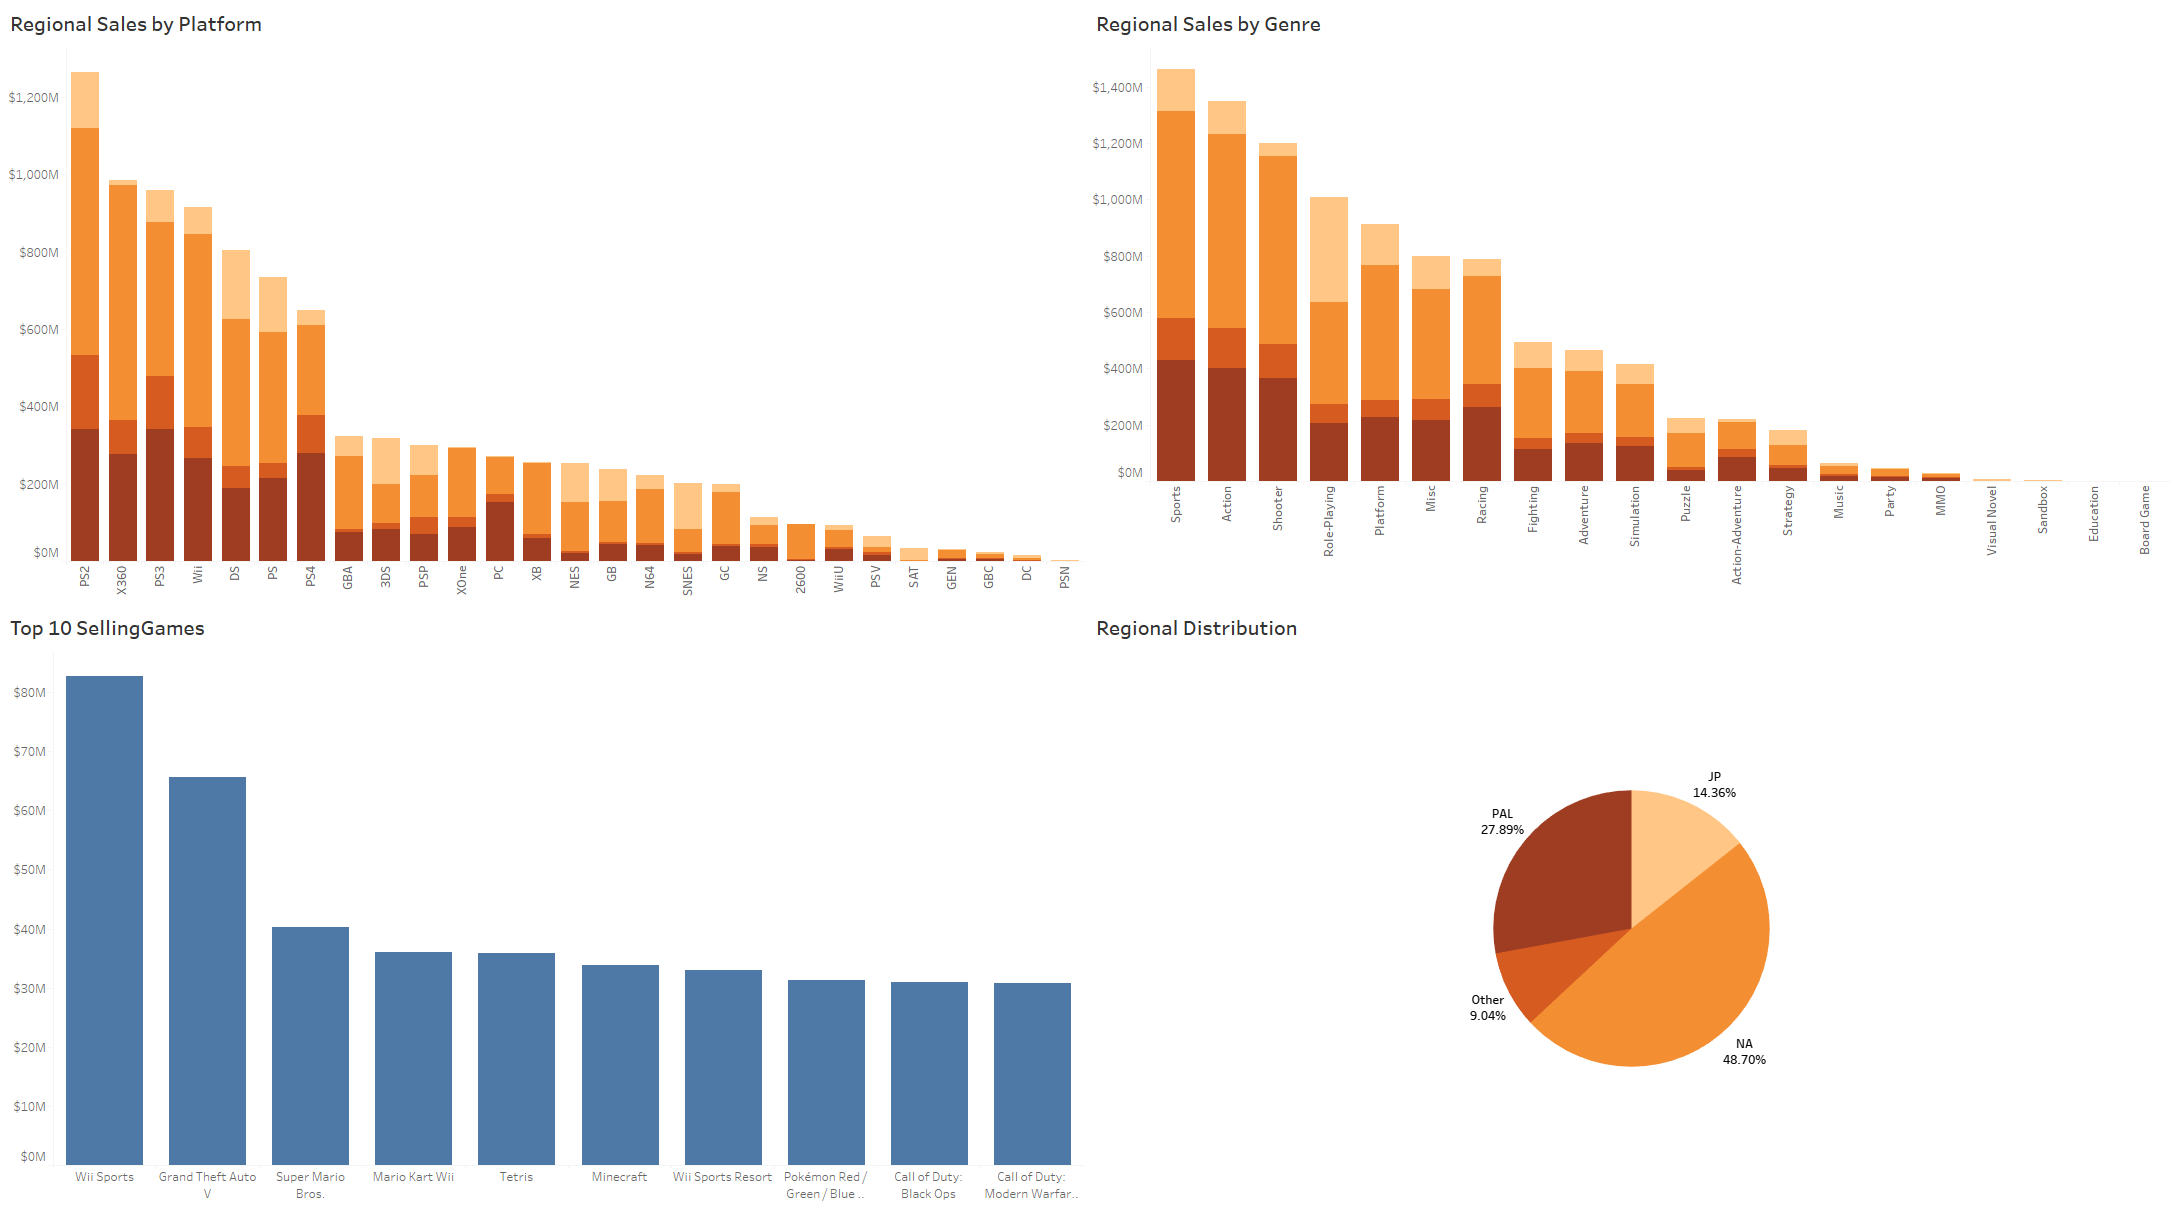 Regional Sales by Platform
$1,200M
$1,000M
$800M
$600M
$400M
$200M
$0M
PS2
X360
PS3
Wii
DS
PS
PS4
GBA
3DS
PSP
XOne
PC
XB
NES
GB
N64
SNES
GC
NS
2600
WiiU
PSV
SAT
GEN
GBC
DC
PSN
Regional Sales by Genre
$1,400M
$1,200M
$1,000M
$800M
$600M
$400M
$200M
$0M
Sports
Action
Shooter
Role-Playing
Platform
Misc
Racing
Fighting
Adventure
Simulation
Puzzle
Action-Adventure
Strategy
Music
Party
MMO
Visual Novel
Sandbox
Education
Board Game
Top 10 SellingGames
$80M
$70M
$60M
$50M
$40M
$30M
$20M
$10M
$0M
Wii Sports
Grand Theft Auto
V
Super Mario
Bros.
Mario Kart Wii
Tetris
Minecraft
Wii Sports Resort
Pokémon Red /
Green / Blue ..
Call of Duty:
Black Ops
Call of Duty:
Modern Warfar..
Regional Distribution
JP
14.36%
PAL
27.89%
Other
9.04%
NA
48.70%